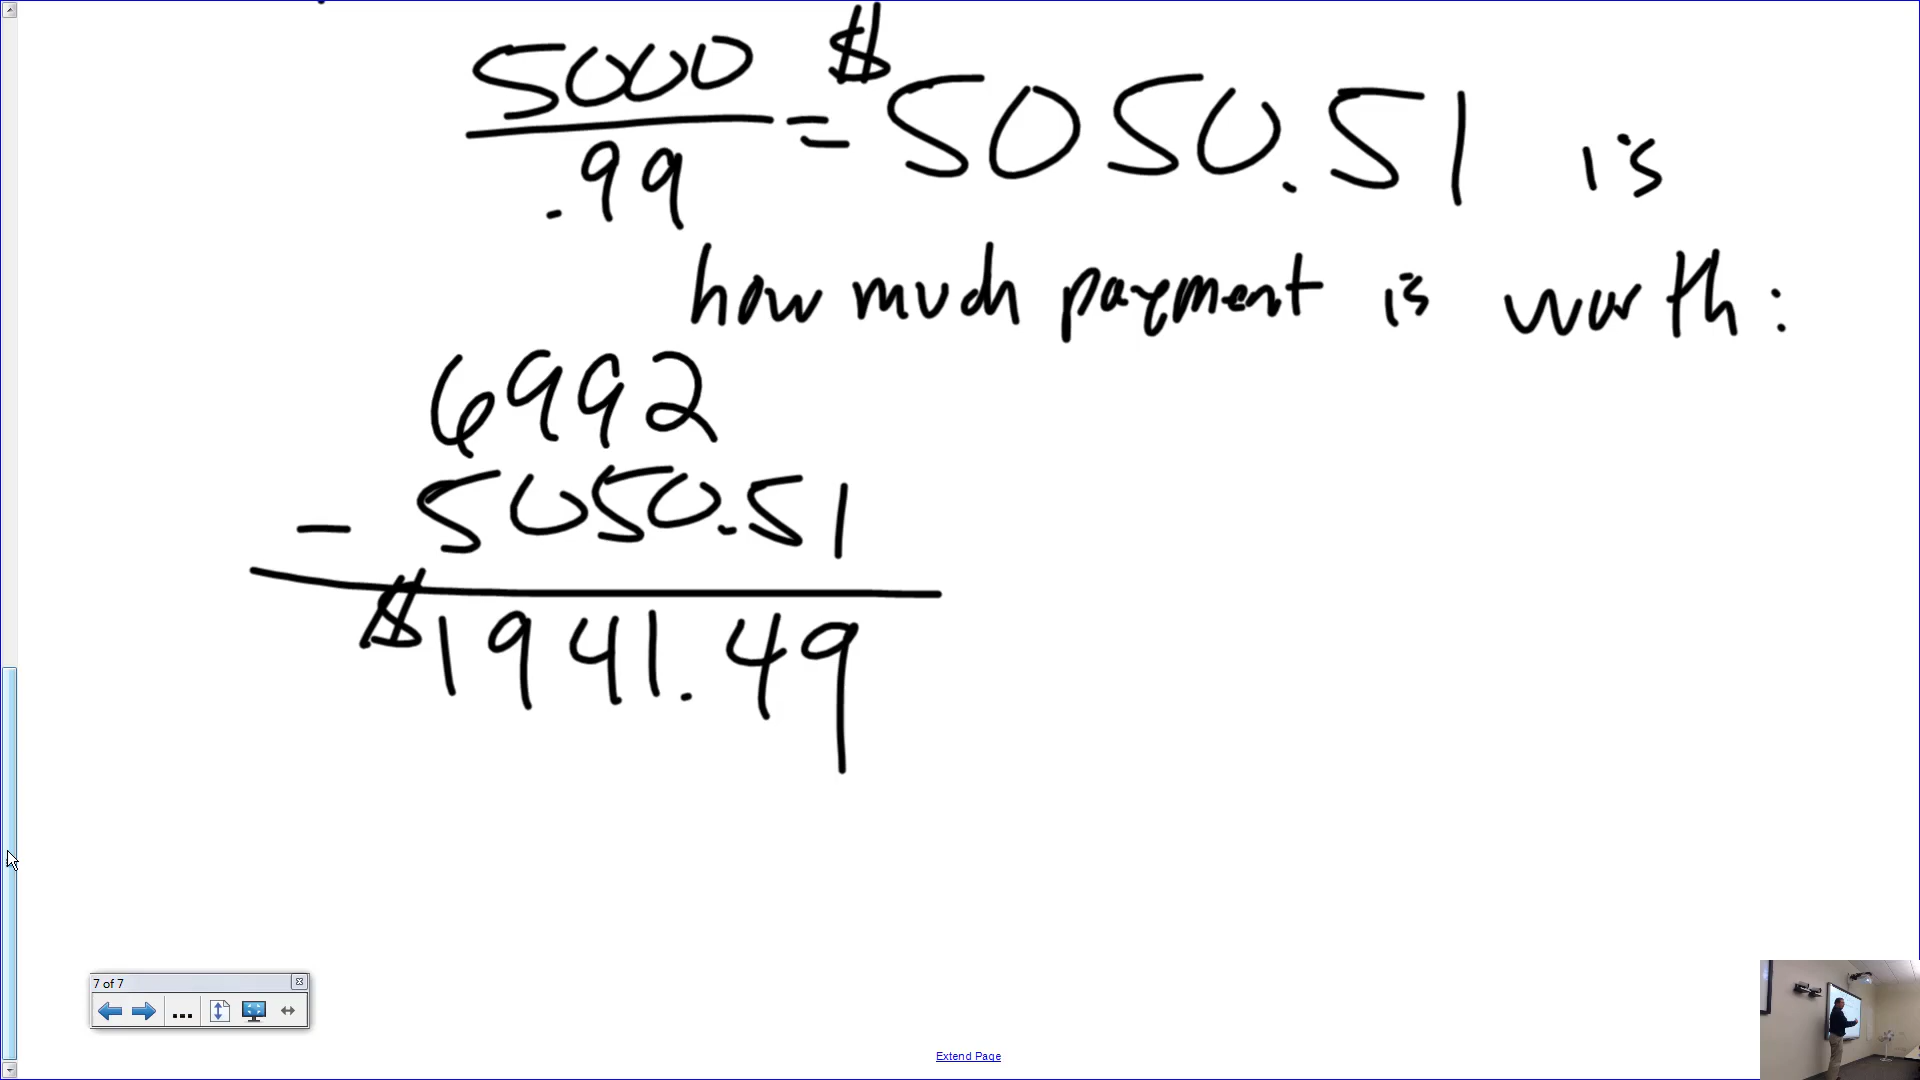 5000
.99
= $5050.51 is
how much payment is worth:
6992
- 5050.51
$1941.49
7 of 7
...
Extend Page